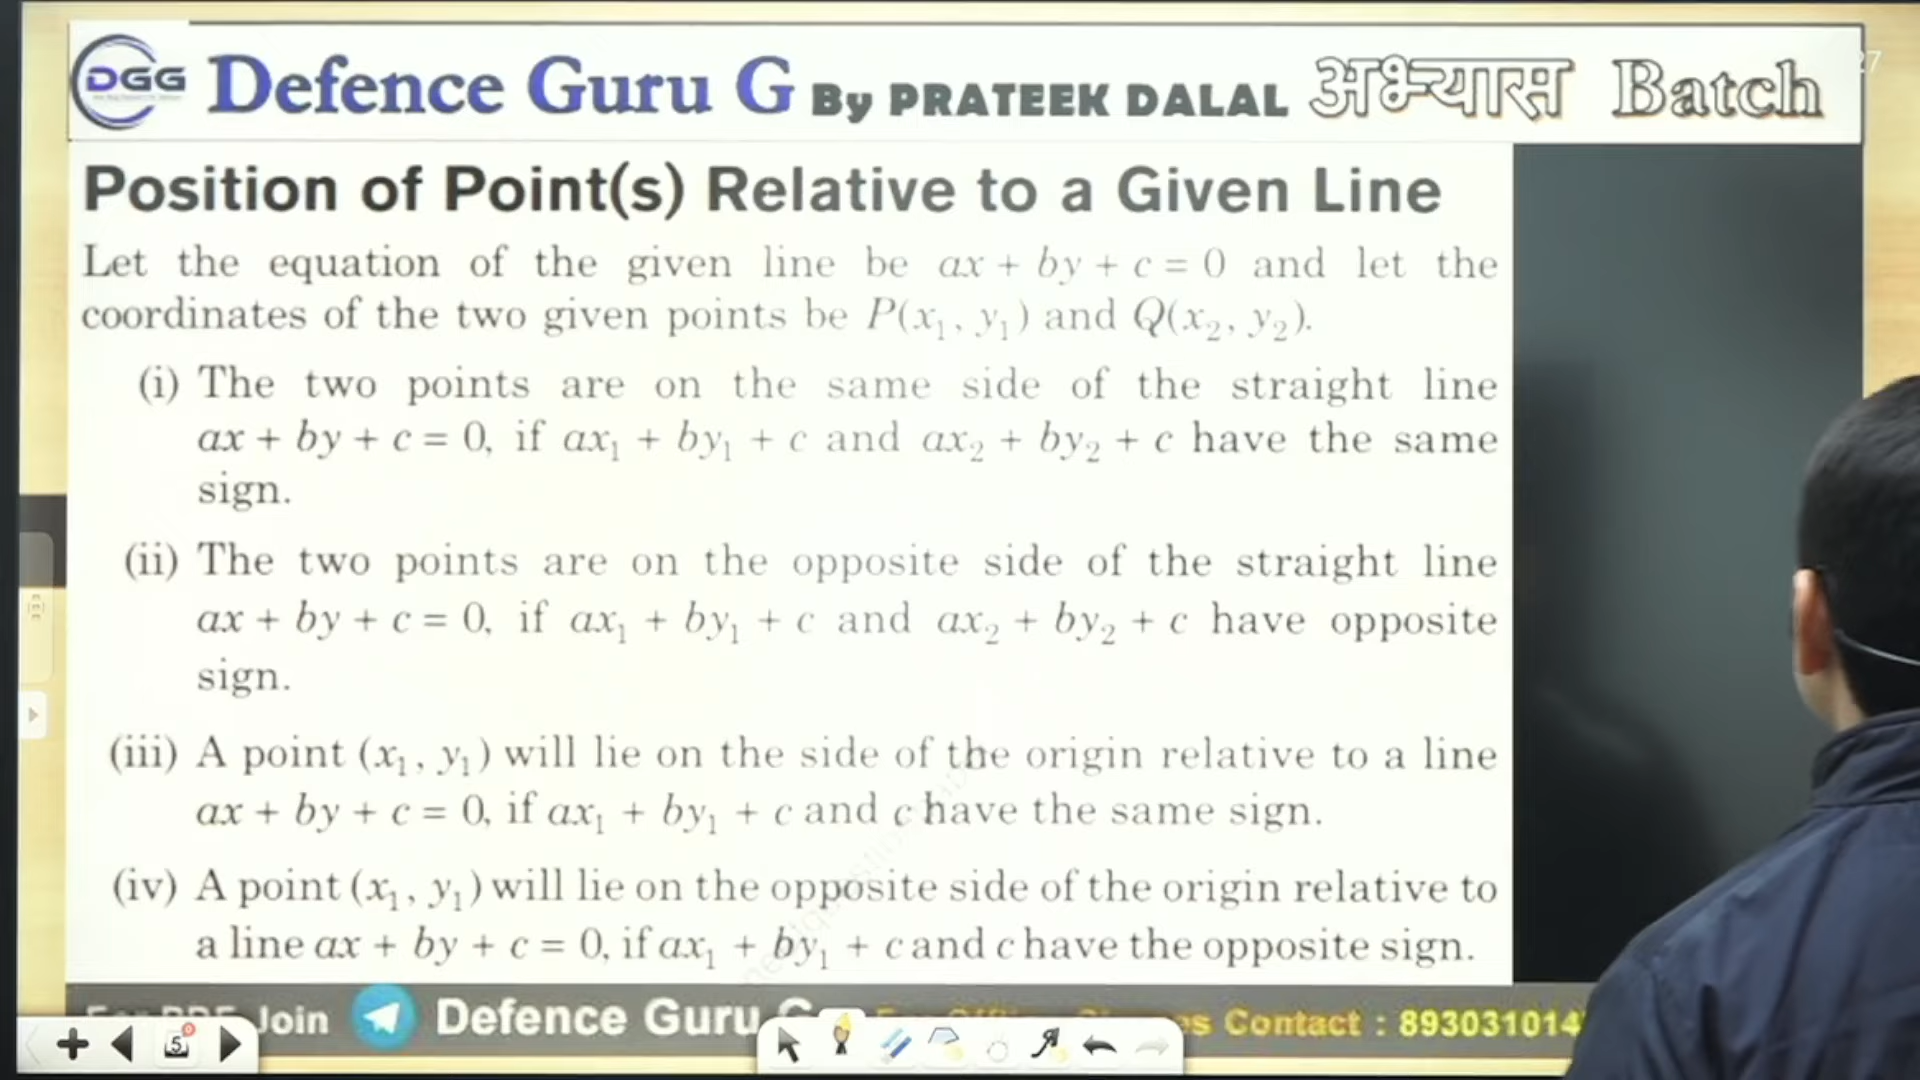 DGG Defence Guru G By PRATEEK DALAL अभ्यास Batch
27
Position of Point(s) Relative to a Given Line
Let the equation of the given line be ax + by + c = 0 and let the
coordinates of the two given points be P(x₁, y₁) and Q(x₂, y₂).
(i) The two points are on the same side of the straight line
ax + by + c = 0, if ax₁ + by₁ + c and ax₂ + by₂ + c have the same
sign.
(ii) The two points are on the opposite side of the straight line
ax + by + c = 0, if ax₁ + by₁ + c and ax₂ + by₂ + c have opposite
sign.
(iii) A point (x₁, y₁) will lie on the side of the origin relative to a line
ax + by + c = 0, if ax₁ + by₁ + c and c have the same sign.
(iv) A point (x₁, y₁) will lie on the opposite side of the origin relative to
a line ax + by + c = 0, if ax₁ + by₁ + c and c have the opposite sign.
Join Defence Guru G Contact : 893031014
5
0